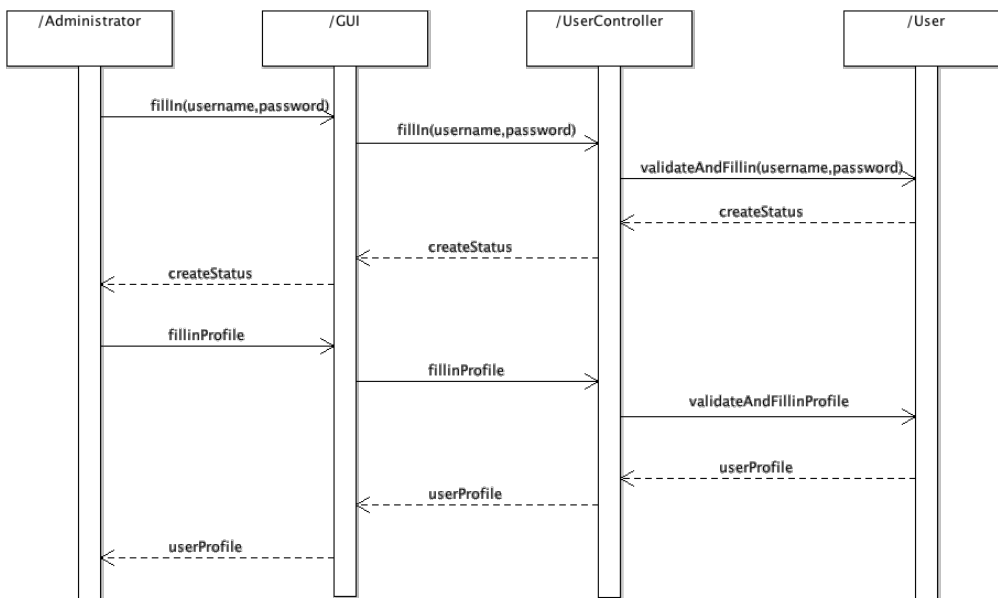 /Administrator
/GUI
/UserController
/User
fillIn(username,password)
fillIn(username,password)
validateAndFillin(username,password)
createStatus
createStatus
createStatus
fillinProfile
fillinProfile
validateAndFillinProfile
userProfile
userProfile
userProfile